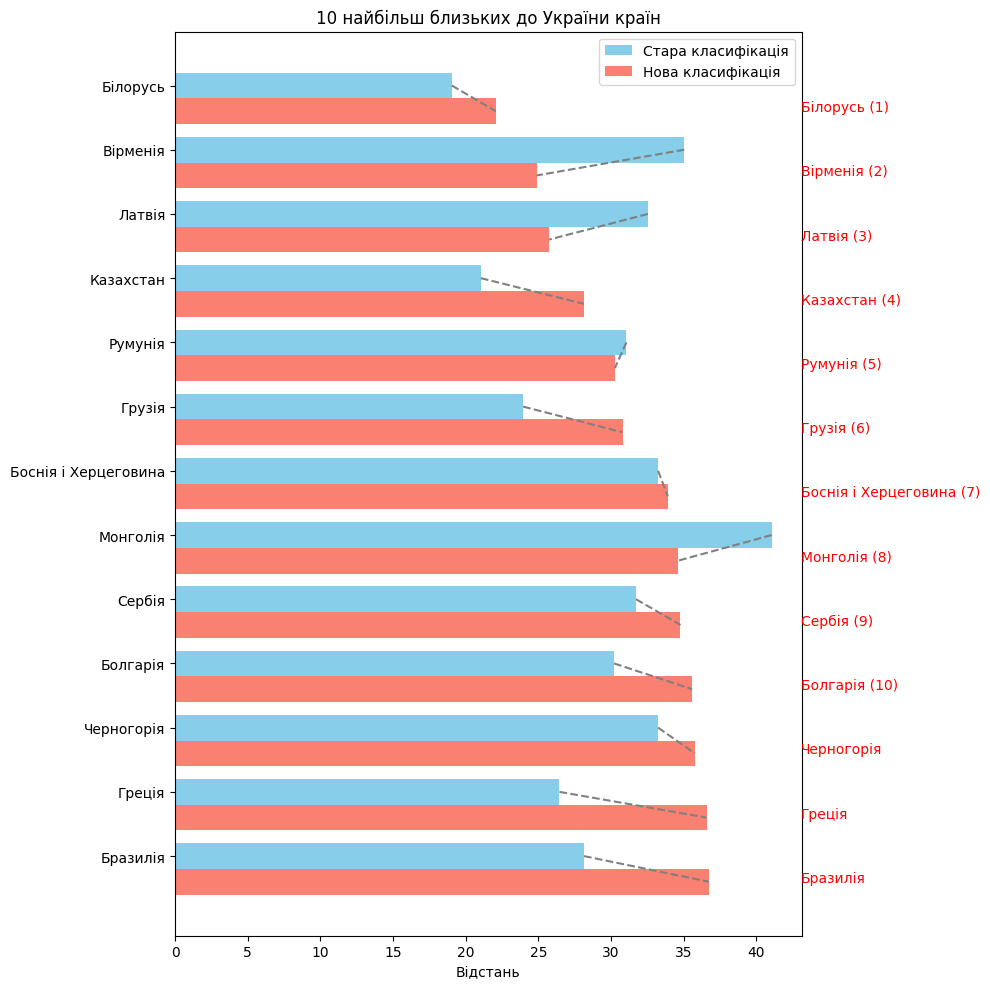 10 найбільш близьких до України країн
Стара класифікація
Нова класифікація
Білорусь
Білорусь (1)
Вірменія
Вірменія (2)
Латвія
Латвія (3)
Казахстан
Казахстан (4)
Румунія
Румунія (5)
Грузія
Грузія (6)
Боснія і Херцеговина
Боснія і Херцеговина (7)
Монголія
Монголія (8)
Сербія
Сербія (9)
Болгарія
Болгарія (10)
Черногорія
Черногорія
Греція
Греція
Бразилія
Бразилія
0 5 10 15 20 25 30 35 40
Відстань